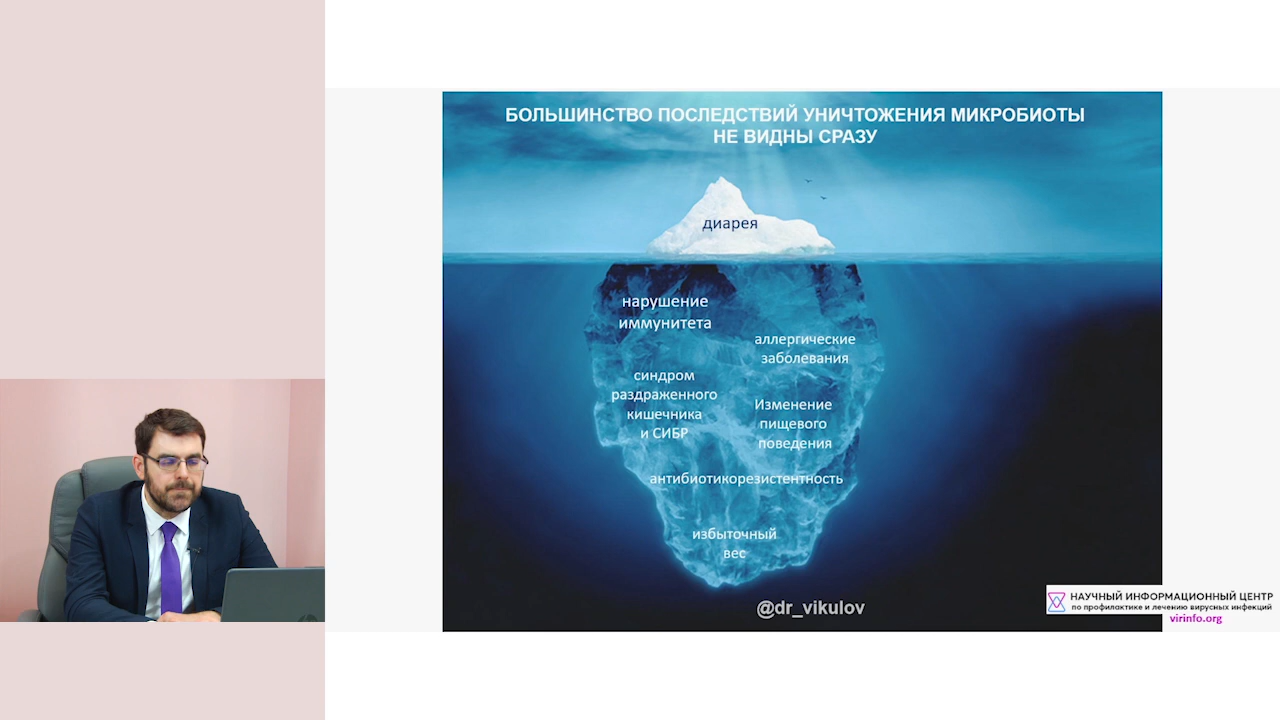 БОЛЬШИНСТВО ПОСЛЕДСТВИЙ УНИЧТОЖЕНИЯ МИКРОБИОТЫ
НЕ ВИДНЫ СРАЗУ
диарея
нарушение
иммунитета
аллергические
заболевания
синдром
раздраженного
кишечника
и СИБР
Изменение
пищевого
поведения
антибиотикорезистентность
избыточный
вес
@dr_vikulov
НАУЧНЫЙ ИНФОРМАЦИОННЫЙ ЦЕНТР
по профилактике и лечению вирусных инфекций
virinfo.org